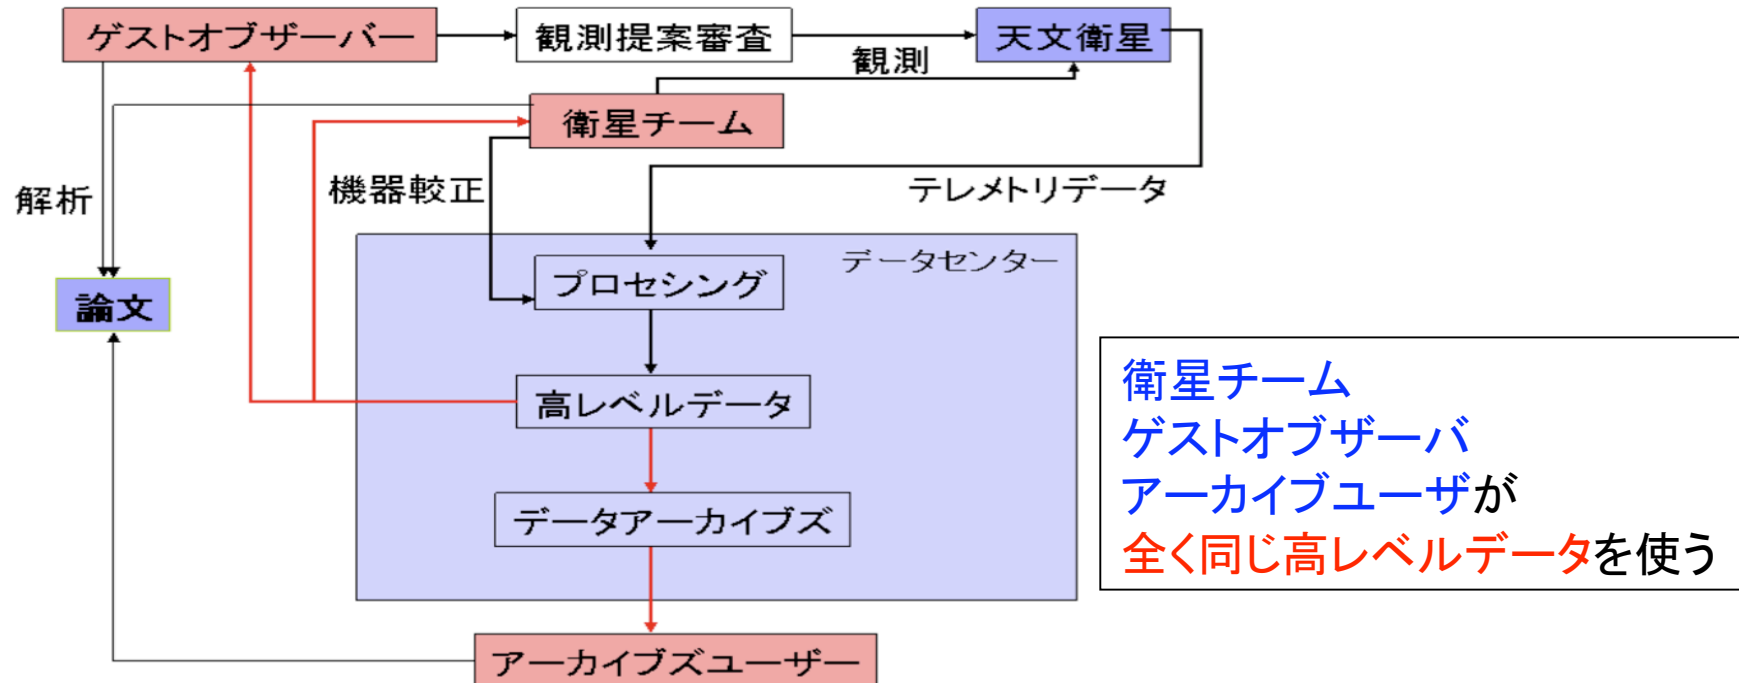 ゲストオブザーバー
観測提案審査
天文衛星
観測
衛星チーム
解析
機器較正
テレメトリデータ
データセンター
プロセシング
論文
高レベルデータ
データアーカイブズ
アーカイブズユーザー
衛星チーム
ゲストオブザーバ
アーカイブユーザが
全く同じ高レベルデータを使う